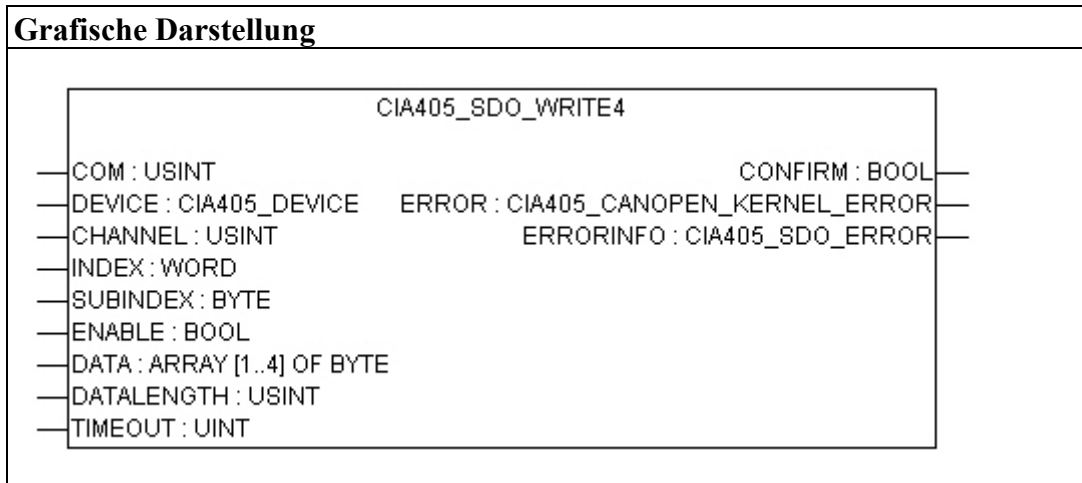 Grafische Darstellung
CIA405_SDO_WRITE4
COM : USINT CONFIRM : BOOL
DEVICE : CIA405_DEVICE ERROR : CIA405_CANOPEN_KERNEL_ERROR
CHANNEL : USINT ERRORINFO : CIA405_SDO_ERROR
INDEX : WORD
SUBINDEX : BYTE
ENABLE : BOOL
DATA : ARRAY [1..4] OF BYTE
DATALENGTH : USINT
TIMEOUT : UINT